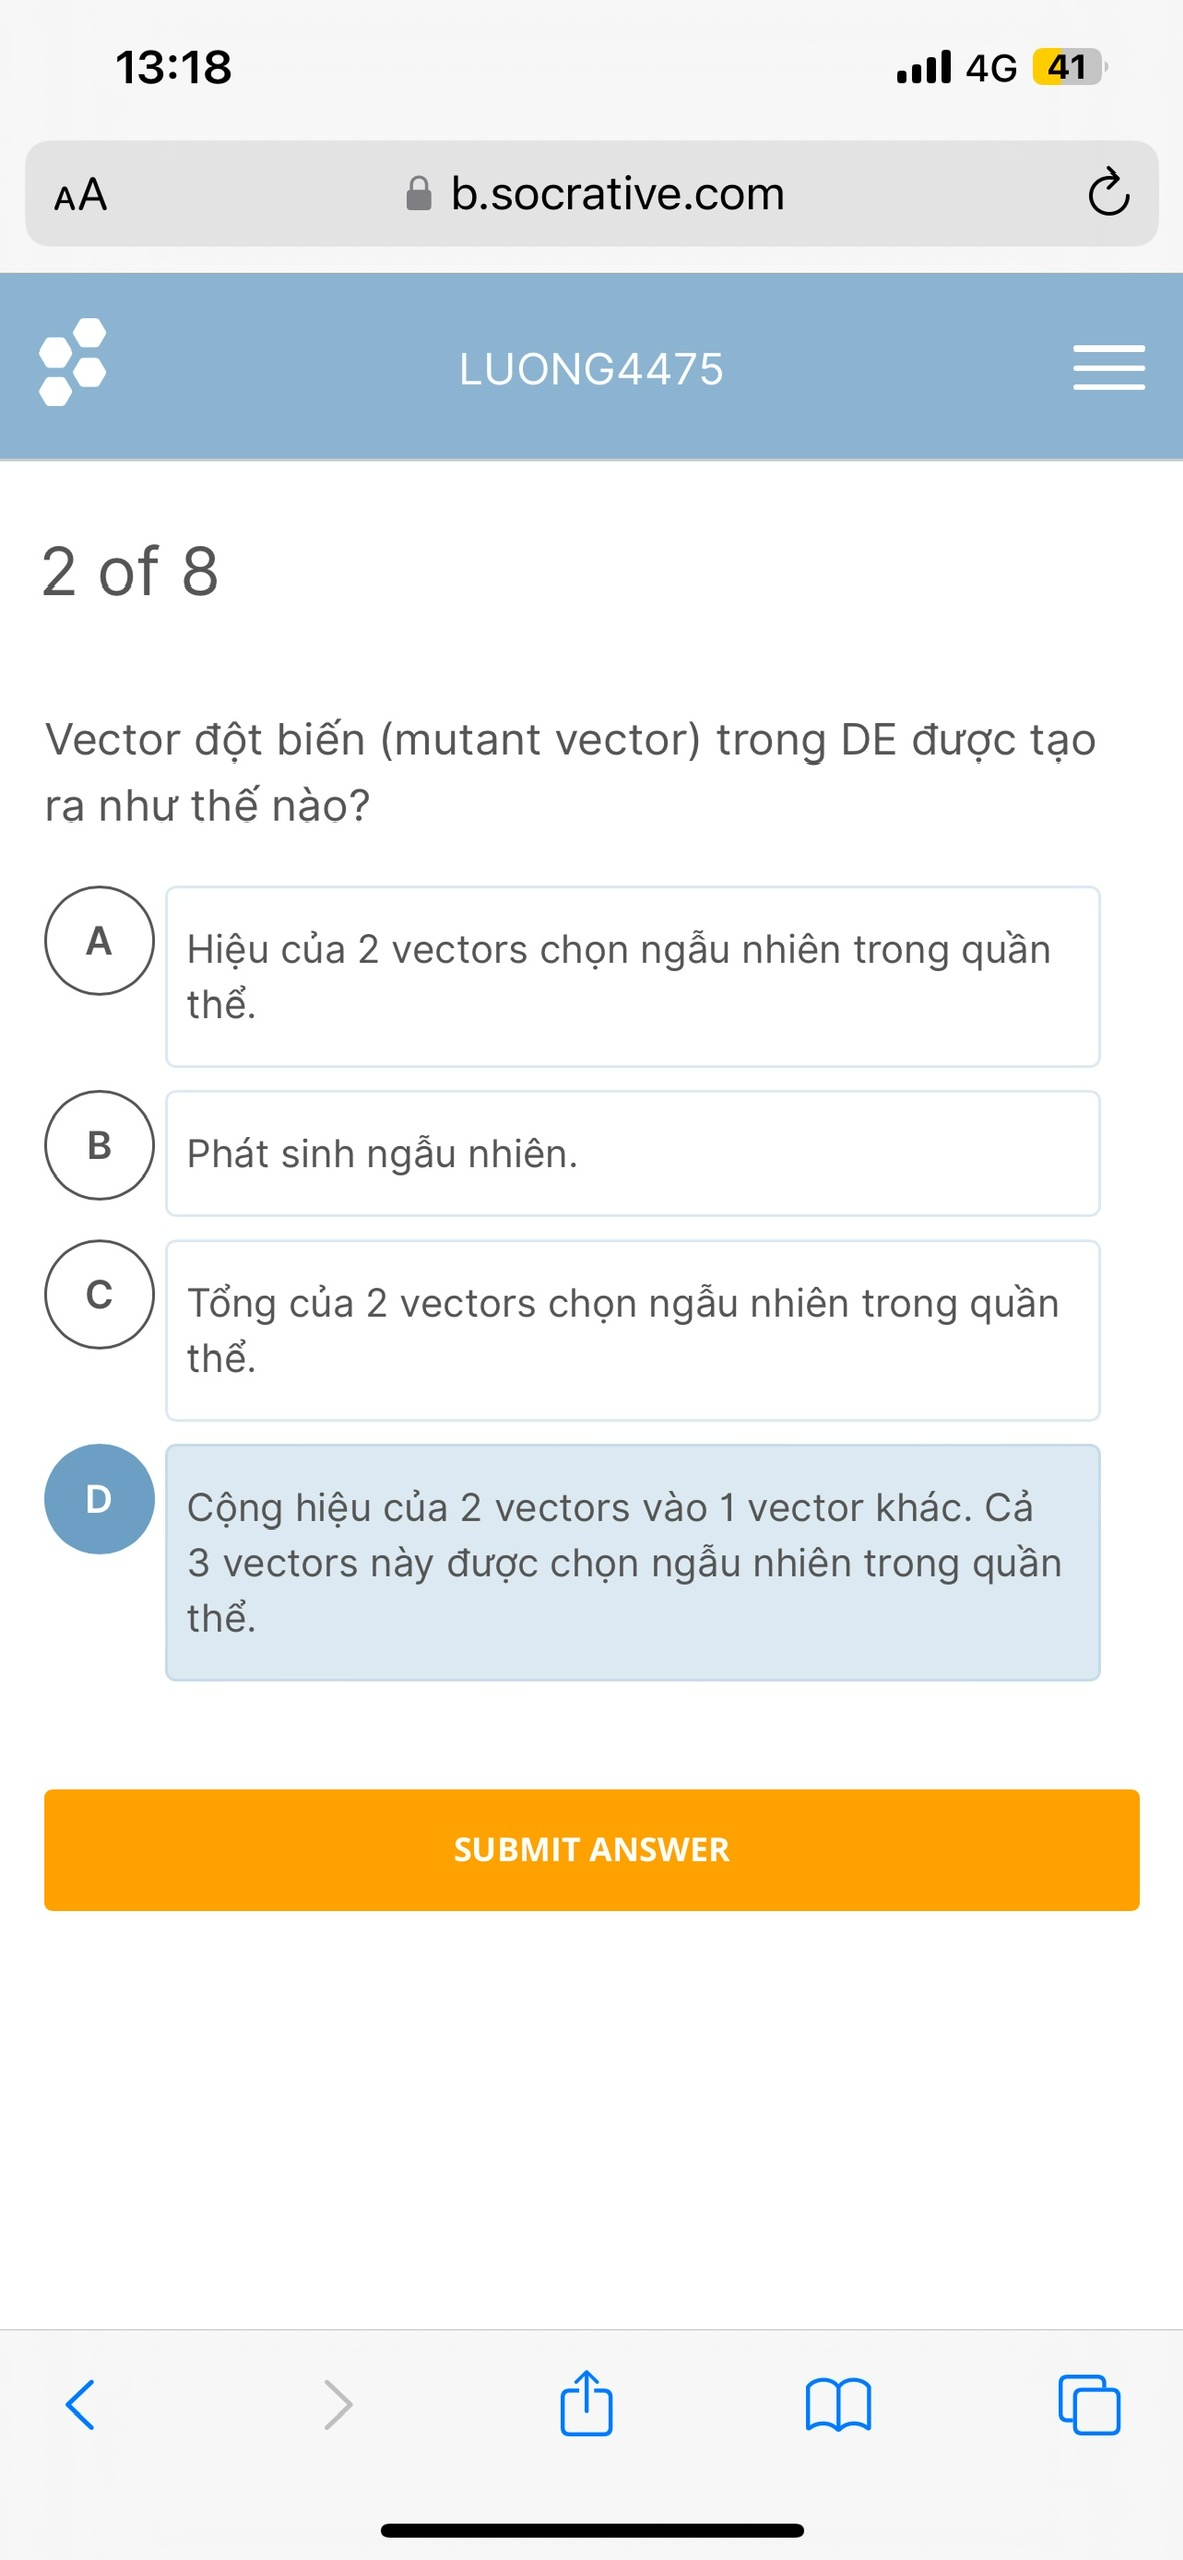 13:18
4G 41
AA b.socrative.com
LUONG4475
2 of 8
Vector đột biến (mutant vector) trong DE được tạo
ra như thế nào?
A
Hiệu của 2 vectors chọn ngẫu nhiên trong quần
thể.
B
Phát sinh ngẫu nhiên.
C
Tổng của 2 vectors chọn ngẫu nhiên trong quần
thể.
D
Cộng hiệu của 2 vectors vào 1 vector khác. Cả
3 vectors này được chọn ngẫu nhiên trong quần
thể.
SUBMIT ANSWER